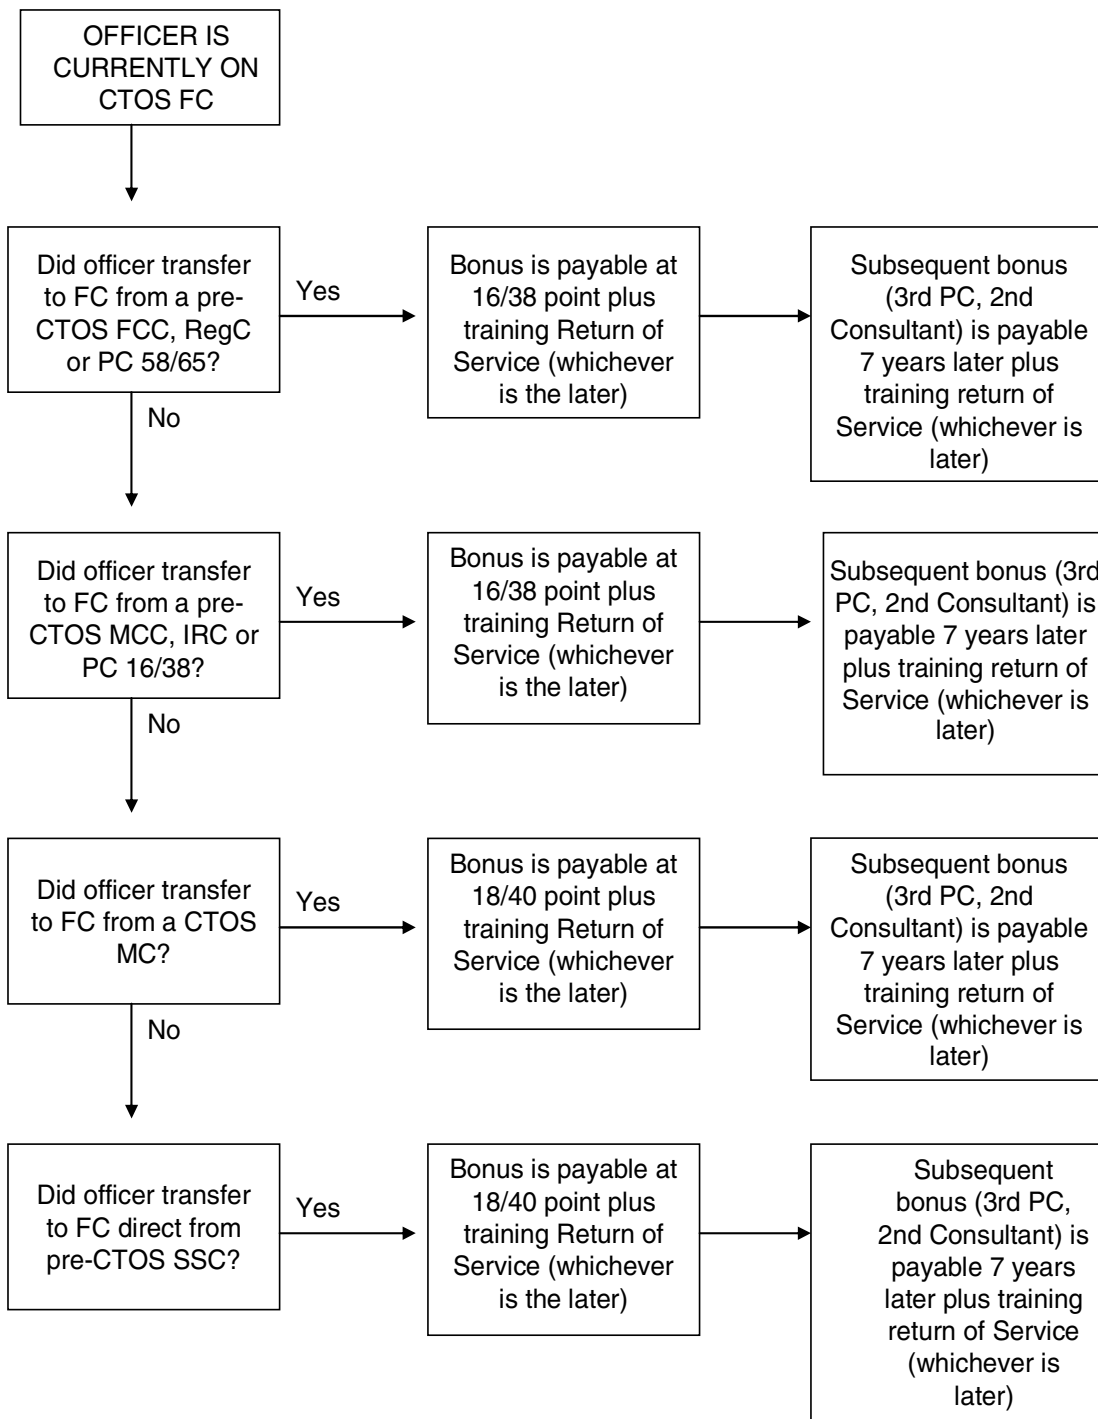 OFFICER IS
CURRENTLY ON
CTOS FC
Did officer transfer
to FC from a pre-
CTOS FCC, RegC
or PC 58/65?
Yes
Bonus is payable at
16/38 point plus
training Return of
Service (whichever
is the later)
Subsequent bonus
(3rd PC, 2nd
Consultant) is payable
7 years later plus
training return of
Service (whichever is
later)
No
Did officer transfer
to FC from a pre-
CTOS MCC, IRC or
PC 16/38?
Yes
Bonus is payable at
16/38 point plus
training Return of
Service (whichever
is the later)
Subsequent bonus (3rd
PC, 2nd Consultant) is
payable 7 years later
plus training return of
Service (whichever is
later)
No
Did officer transfer
to FC from a CTOS
MC?
Yes
Bonus is payable at
18/40 point plus
training Return of
Service (whichever
is the later)
Subsequent bonus
(3rd PC, 2nd
Consultant) is payable
7 years later plus
training return of
Service (whichever is
later)
No
Did officer transfer
to FC direct from
pre-CTOS SSC?
Yes
Bonus is payable at
18/40 point plus
training Return of
Service (whichever
is the later)
Subsequent
bonus (3rd PC,
2nd Consultant) is
payable 7 years
later plus training
return of Service
(whichever is
later)